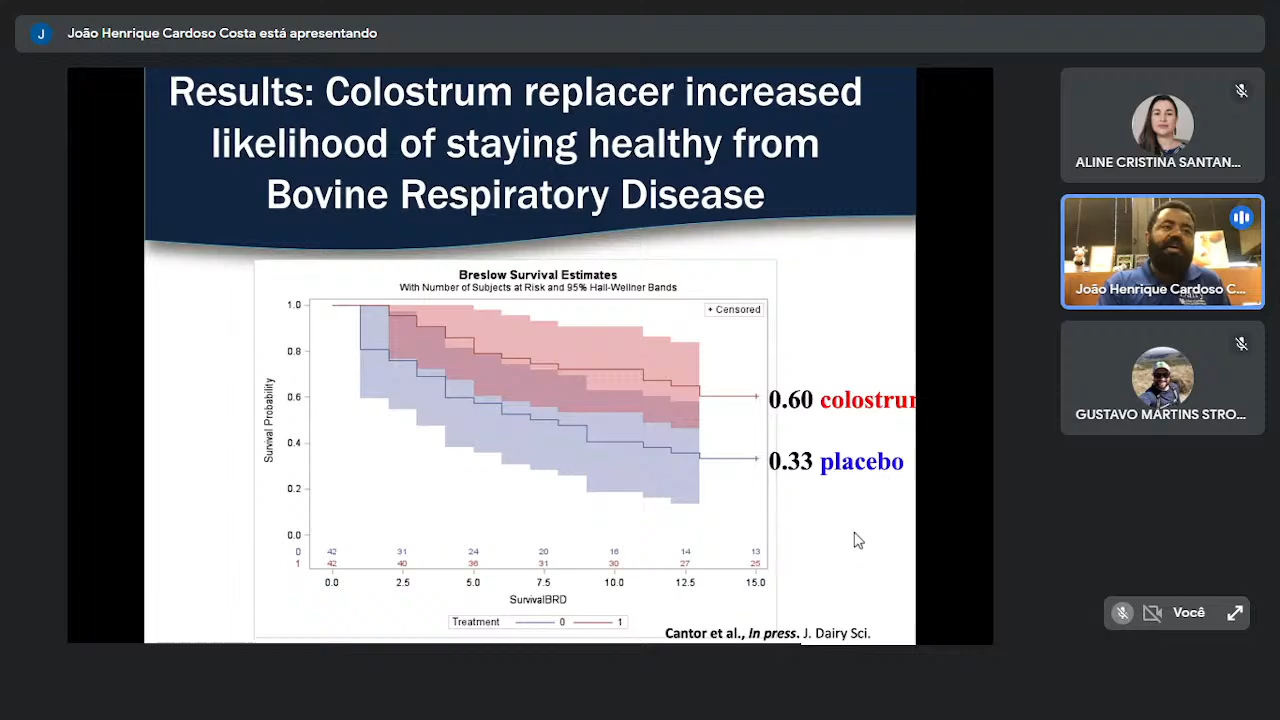 J
João Henrique Cardoso Costa está apresentando
Results: Colostrum replacer increased
likelihood of staying healthy from
Bovine Respiratory Disease
Breslow Survival Estimates
With Number of Subjects at Risk and 95% Hall-Wellner Bands
+ Censored
1.0
0.8
0.6
0.4
0.2
0.0
Survival Probability
0.60 colostrum
0.33 placebo
0 42 31 24 20 16 14 13
1 42 40 36 31 30 27 25
0.0 2.5 5.0 7.5 10.0 12.5 15.0
SurvivalBRD
Treatment 0 1
Cantor et al., In press. J. Dairy Sci.
ALINE CRISTINA SANTAN...
João Henrique Cardoso C...
GUSTAVO MARTINS STRO...
Você